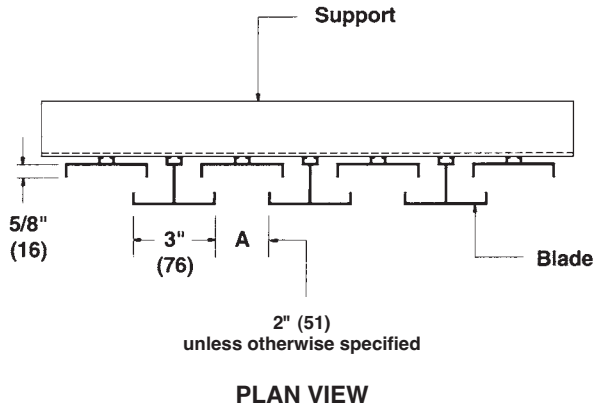 Support
5/8"
(16)
3"
(76)
A
Blade
2" (51)
unless otherwise specified
PLAN VIEW